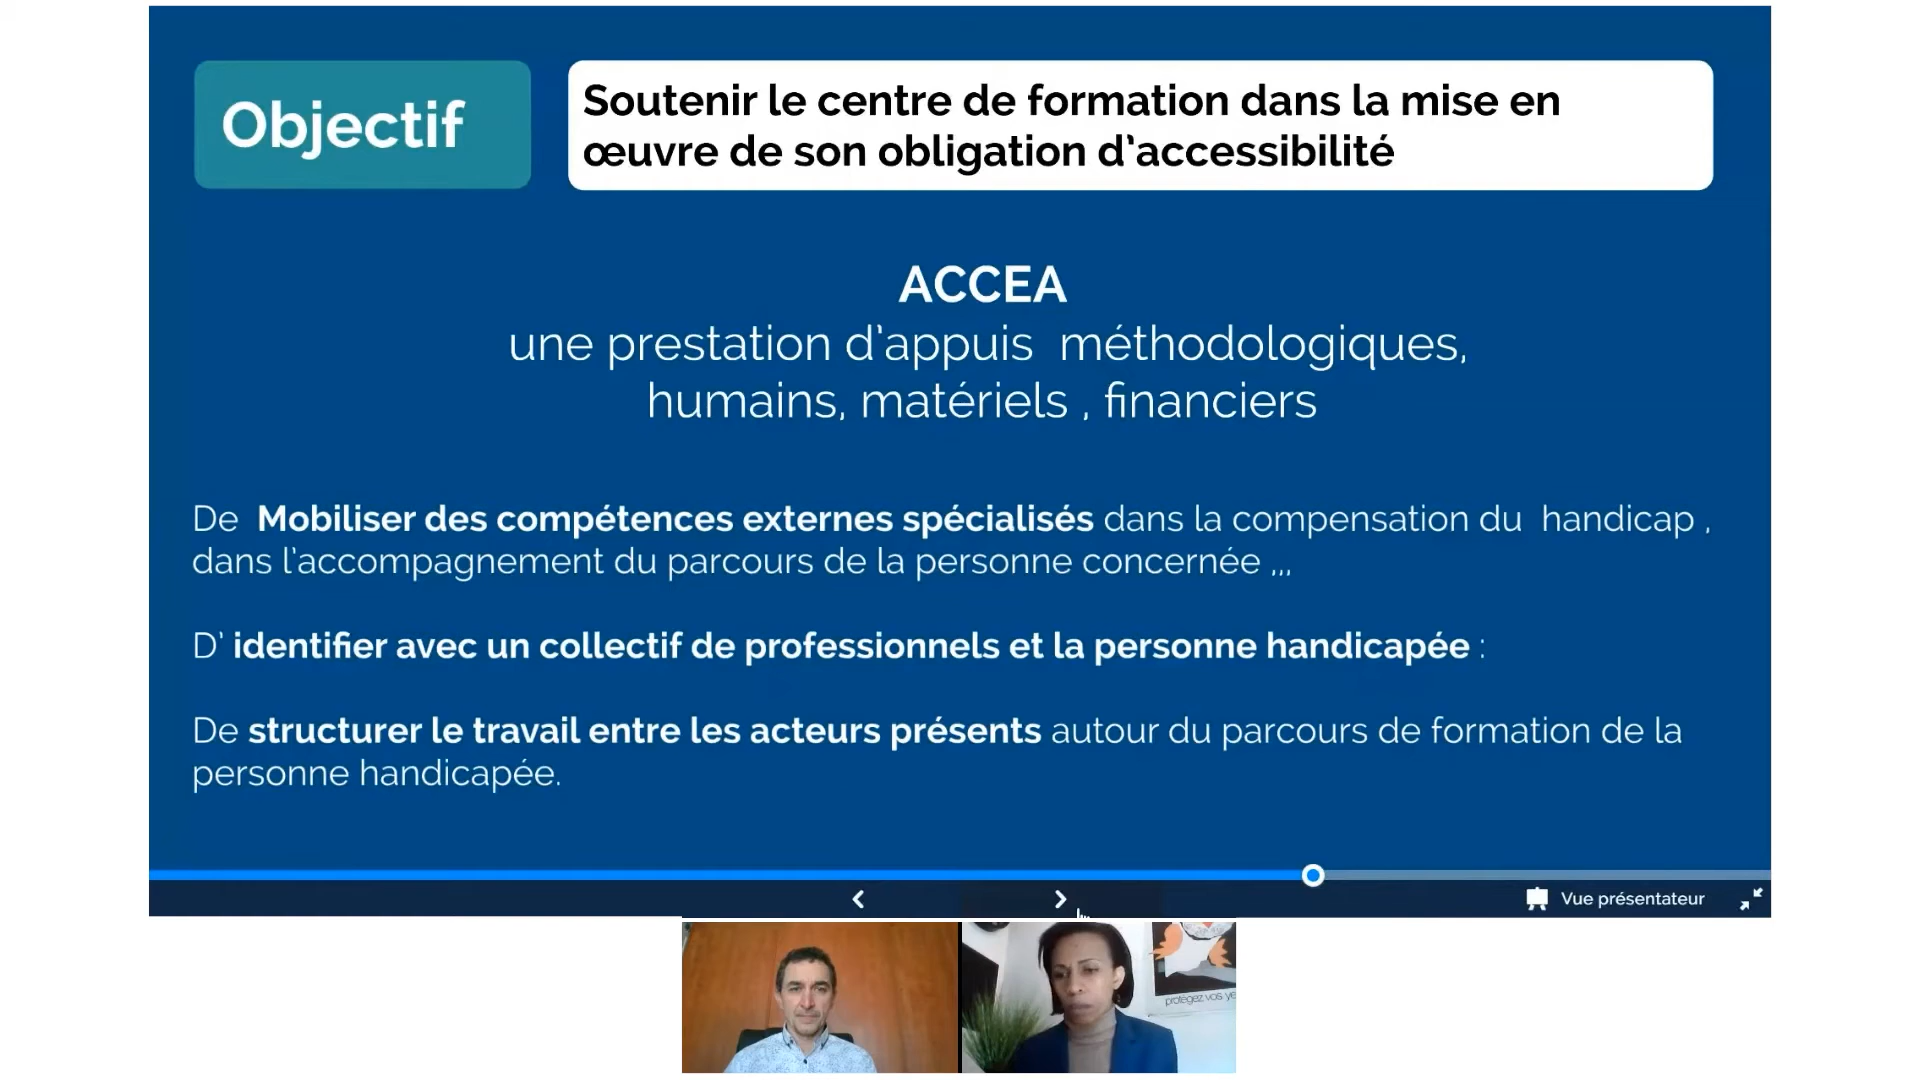 Objectif
Soutenir le centre de formation dans la mise en
œuvre de son obligation d'accessibilité
ACCEA
une prestation d'appuis méthodologiques,
humains, matériels , financiers
De Mobiliser des compétences externes spécialisés dans la compensation du handicap ,
dans l'accompagnement du parcours de la personne concernée ,,,
D' identifier avec un collectif de professionnels et la personne handicapée :
De structurer le travail entre les acteurs présents autour du parcours de formation de la
personne handicapée.
Vue présentateur
protégez vos ye